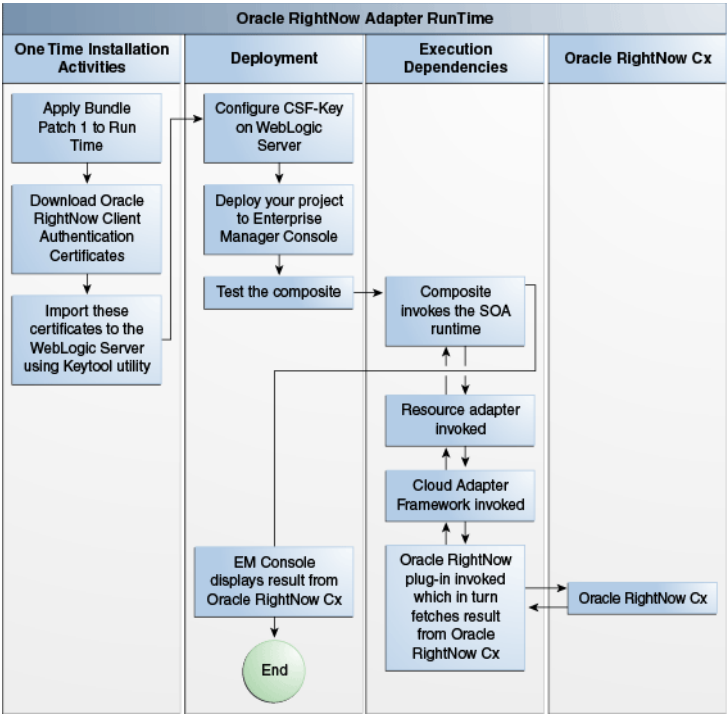 Oracle RightNow Adapter RunTime
One Time Installation
Activities
Deployment
Execution
Dependencies
Oracle RightNow Cx
Apply Bundle
Patch 1 to Run
Time
Download Oracle
RightNow Client
Authentication
Certificates
Import these
certificates to the
WebLogic Server
using Keytool utility
Configure CSF-Key
on WebLogic
Server
Deploy your project
to Enterprise
Manager Console
Test the composite
Composite
invokes the SOA
runtime
Resource adapter
invoked
Cloud Adapter
Framework invoked
Oracle RightNow
plug-in invoked
which in turn
fetches result
from Oracle
RightNow Cx
Oracle RightNow Cx
EM Console
displays result from
Oracle RightNow Cx
End